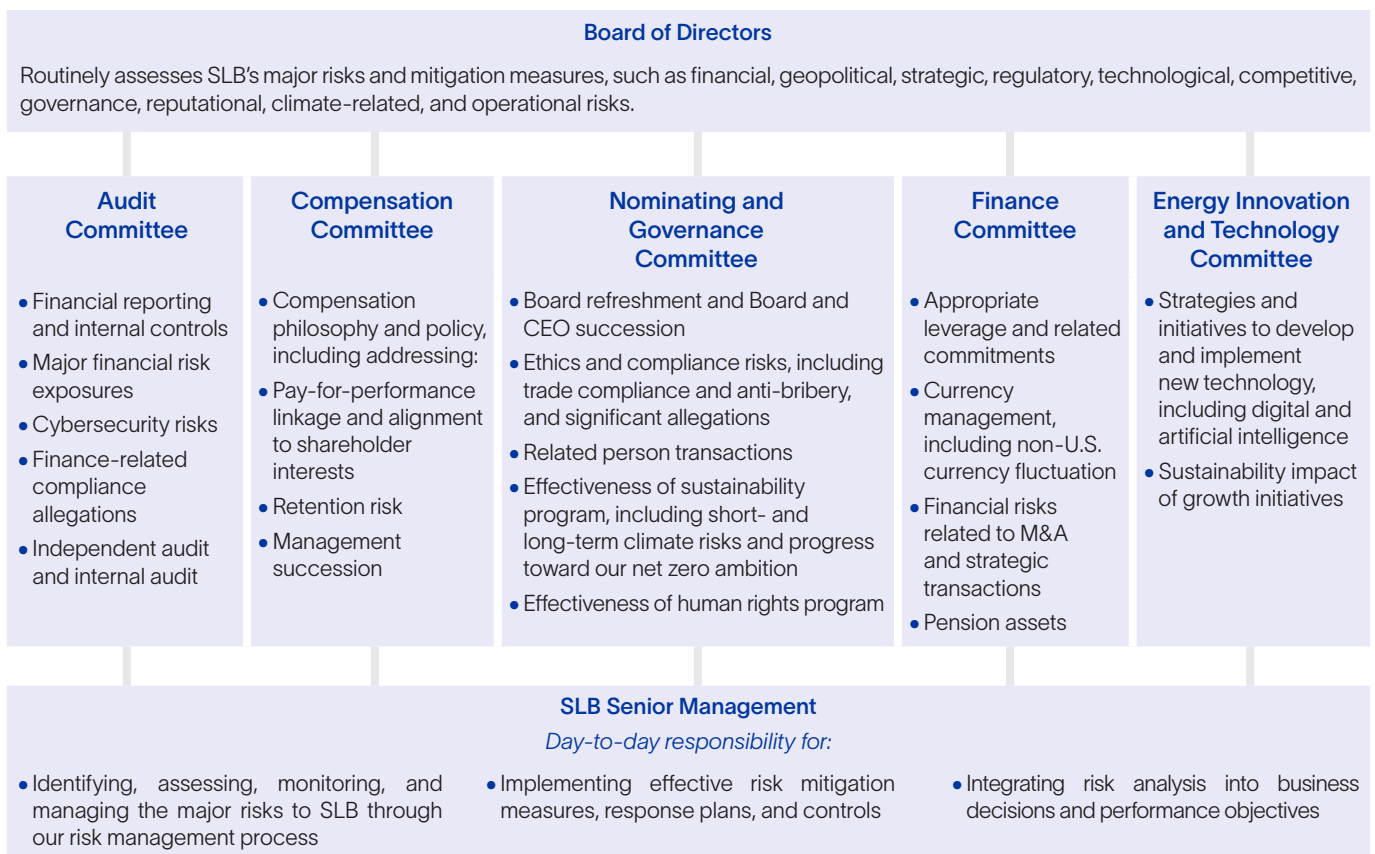 Board of Directors
Routinely assesses SLB's major risks and mitigation measures, such as financial, geopolitical, strategic, regulatory, technological, competitive,
governance, reputational, climate-related, and operational risks.
Audit
Committee
• Financial reporting
and internal controls
• Major financial risk
exposures
• Cybersecurity risks
• Finance-related
compliance
allegations
• Independent audit
and internal audit
Compensation
Committee
• Compensation
philosophy and policy,
including addressing:
• Pay-for-performance
linkage and alignment
to shareholder
interests
• Retention risk
• Management
succession
Nominating and
Governance
Committee
• Board refreshment and Board and
CEO succession
• Ethics and compliance risks, including
trade compliance and anti-bribery,
and significant allegations
• Related person transactions
• Effectiveness of sustainability
program, including short- and
long-term climate risks and progress
toward our net zero ambition
• Effectiveness of human rights program
Finance
Committee
• Appropriate
leverage and related
commitments
• Currency
management,
including non-U.S.
currency fluctuation
• Financial risks
related to M&A
and strategic
transactions
• Pension assets
Energy Innovation
and Technology
Committee
• Strategies and
initiatives to develop
and implement
new technology,
including digital and
artificial intelligence
• Sustainability impact
of growth initiatives
SLB Senior Management
Day-to-day responsibility for:
• Identifying, assessing, monitoring, and
managing the major risks to SLB through
our risk management process
• Implementing effective risk mitigation
measures, response plans, and controls
• Integrating risk analysis into business
decisions and performance objectives